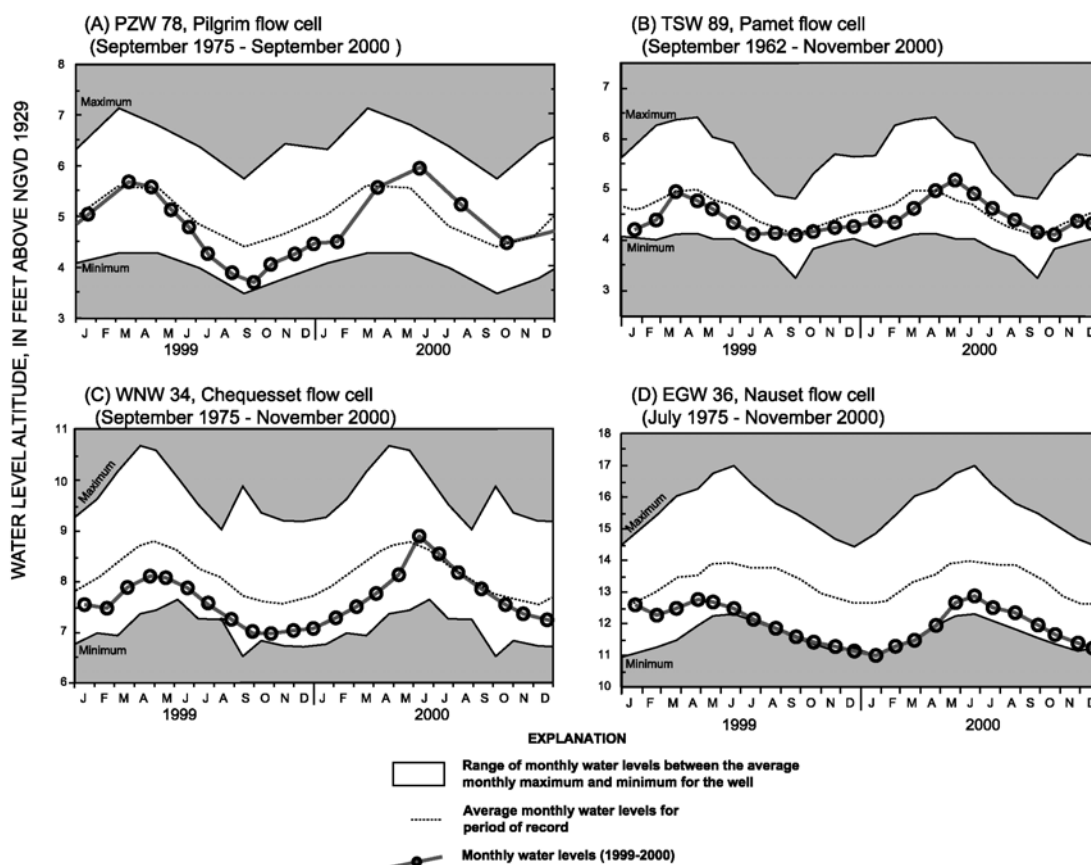 (A) PZW 78, Pilgrim flow cell
(September 1975 - September 2000 )
8
7
6
5
4
3
Maximum
Minimum
J F M A M J J A S O N D J F M A M J J A S O N D
1999
2000
(B) TSW 89, Pamet flow cell
(September 1962 - November 2000)
7
6
5
4
3
Maximum
Minimum
J F M A M J J A S O N D J F M A M J J A S O N D
1999
2000
WATER LEVEL ALTITUDE, IN FEET ABOVE NGVD 1929
(C) WNW 34, Chequesset flow cell
(September 1975 - November 2000)
11
10
9
8
7
6
Maximum
Minimum
J F M A M J J A S O N D J F M A M J J A S O N D
1999
2000
(D) EGW 36, Nauset flow cell
(July 1975 - November 2000)
18
17
16
15
14
13
12
11
10
Maximum
Minimum
J F M A M J J A S O N D J F M A M J J A S O N D
1999
2000
EXPLANATION
Range of monthly water levels between the average
monthly maximum and minimum for the well
Average monthly water levels for
period of record
Monthly water levels (1999-2000)